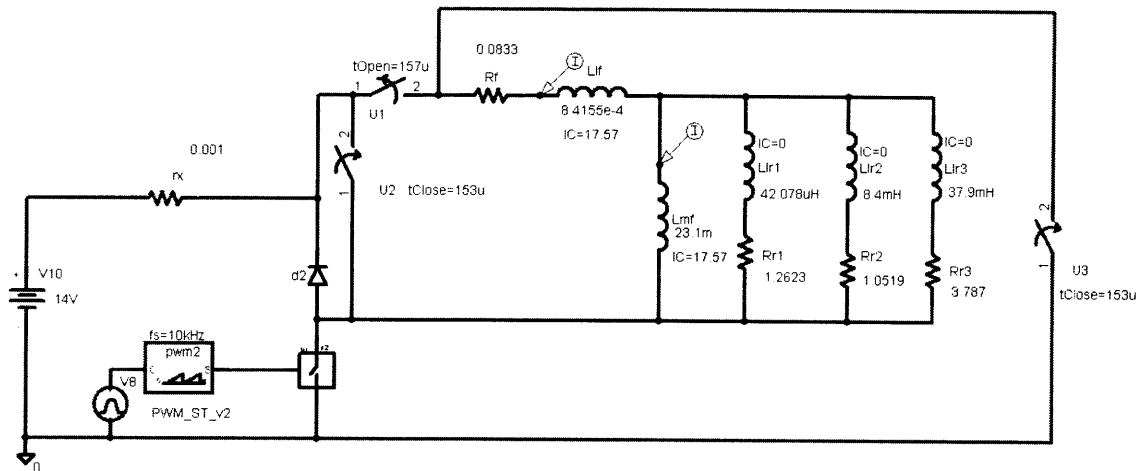 0.0833
tOpen=157u
Rf
I
Llf
1
2
U1
8.4155e-4
IC=17.57
0.001
rx
2
1
U2
tClose=153u
I
Lmf
23.1m
IC=17.57
IC=0
Llr1
42.078uH
Rr1
1.2623
IC=0
Llr2
8.4mH
Rr2
1.0519
IC=0
Llr3
37.9mH
Rr3
3.787
2
1
U3
tClose=153u
+
V10
14V
d2
fs=10kHz
pwm2
V8
PWM_ST_v2
0